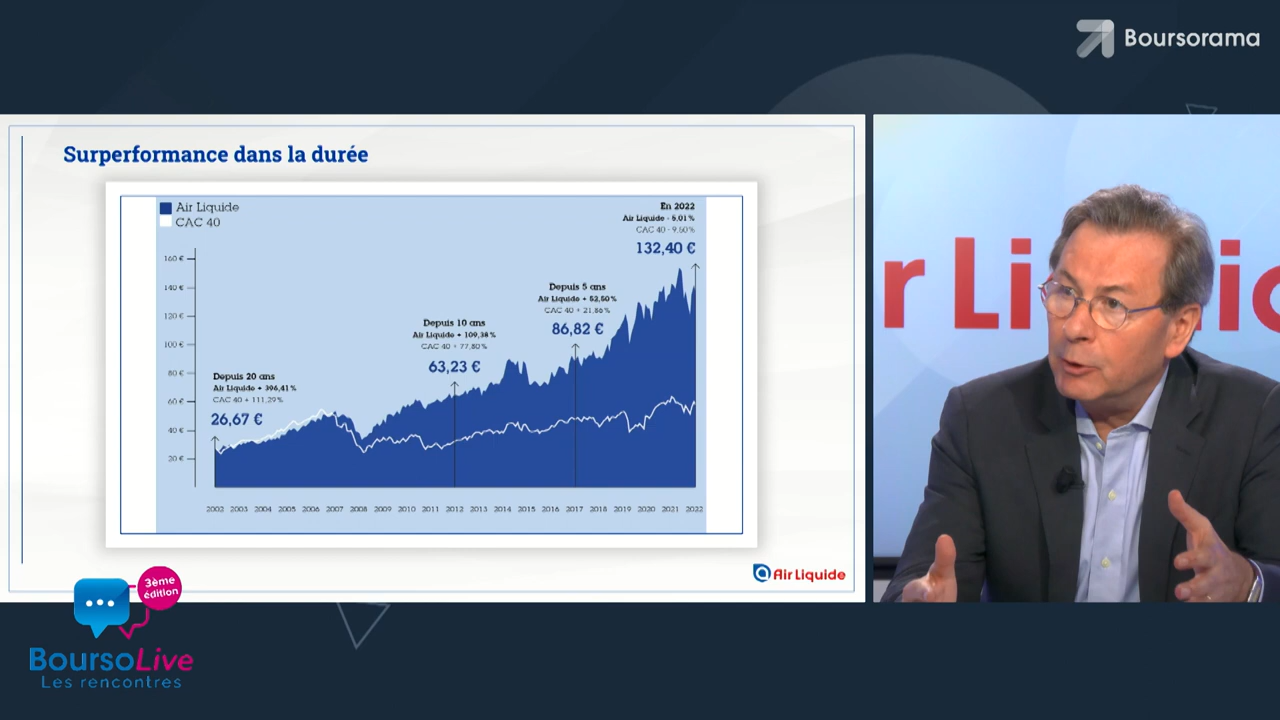 Boursorama
Surperformance dans la durée
Air Liquide
CAC 40
En 2022
Air Liquide - 5,01%
CAC 40 - 9,50%
132,40 €
Depuis 5 ans
Air Liquide + 52,50%
CAC 40 + 21,86%
86,82 €
Depuis 10 ans
Air Liquide + 109,38%
CAC 40 + 77,80%
63,23 €
Depuis 20 ans
Air Liquide + 396,41%
CAC 40 + 111,29%
26,67 €
160 €
140 €
120 €
100 €
80 €
60 €
40 €
20 €
2002 2003 2004 2005 2006 2007 2008 2009 2010 2011 2012 2013 2014 2015 2016 2017 2018 2019 2020 2021 2022
Air Liquide
r Li
3ème
édition
BoursoLive
Les rencontres